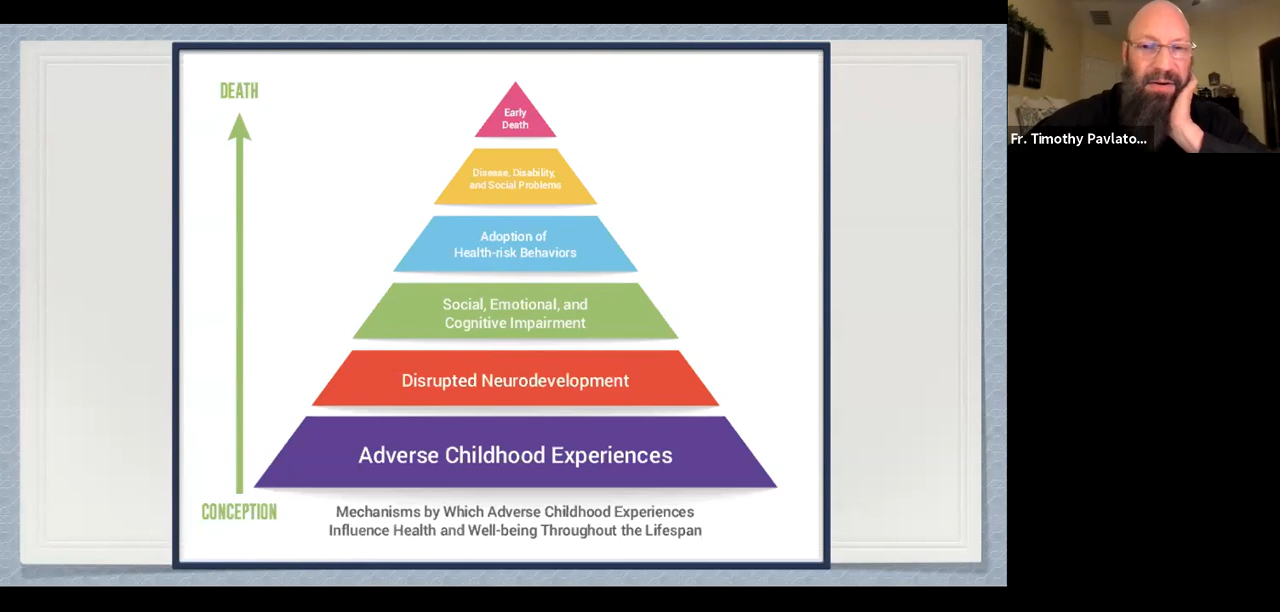 DEATH
Early
Death
Disease, Disability,
and Social Problems
Adoption of
Health-risk Behaviors
Social, Emotional, and
Cognitive Impairment
Disrupted Neurodevelopment
Adverse Childhood Experiences
CONCEPTION
Mechanisms by Which Adverse Childhood Experiences
Influence Health and Well-being Throughout the Lifespan
Fr. Timothy Pavlato...